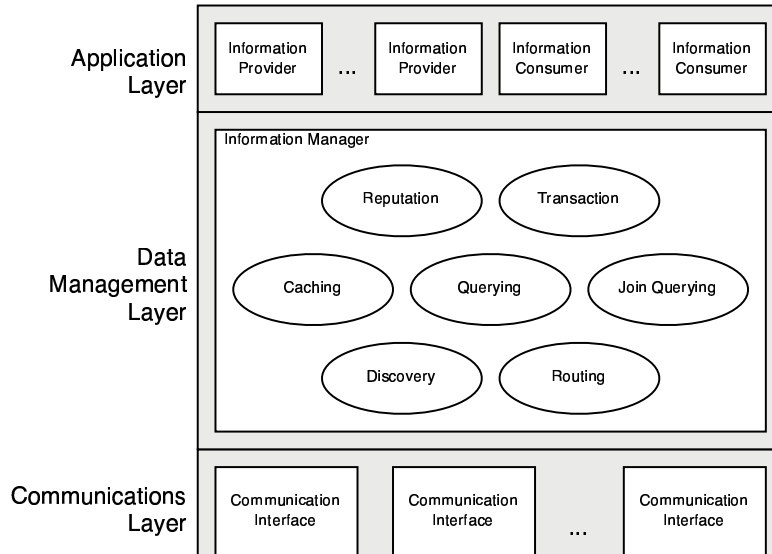 Application
Layer
Information
Provider
...
Information
Provider
Information
Consumer
...
Information
Consumer
Data
Management
Layer
Information Manager
Reputation
Transaction
Caching
Querying
Join Querying
Discovery
Routing
Communications
Layer
Communication
Interface
Communication
Interface
...
Communication
Interface